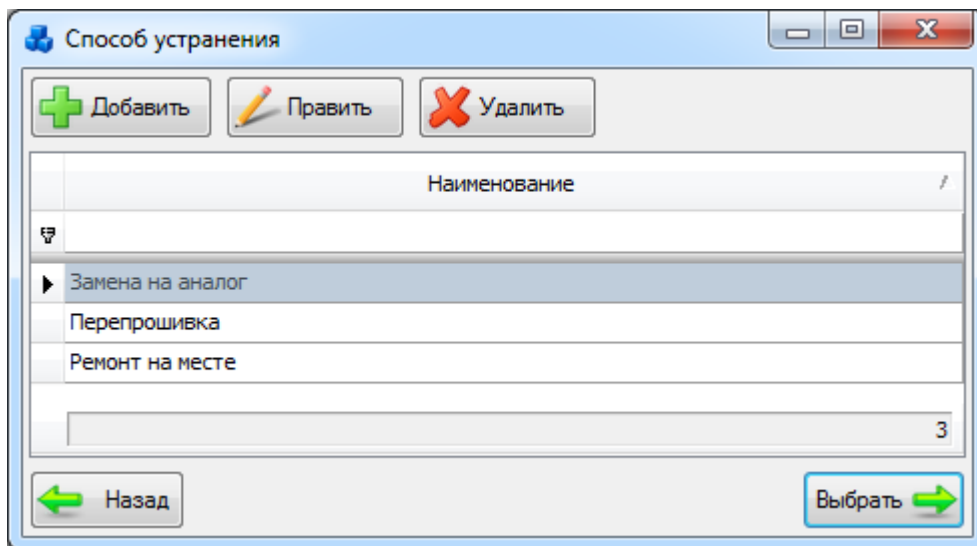 Способ устранения
Добавить Править Удалить
Наименование
Замена на аналог
Перепрошивка
Ремонт на месте
3
Назад Выбрать